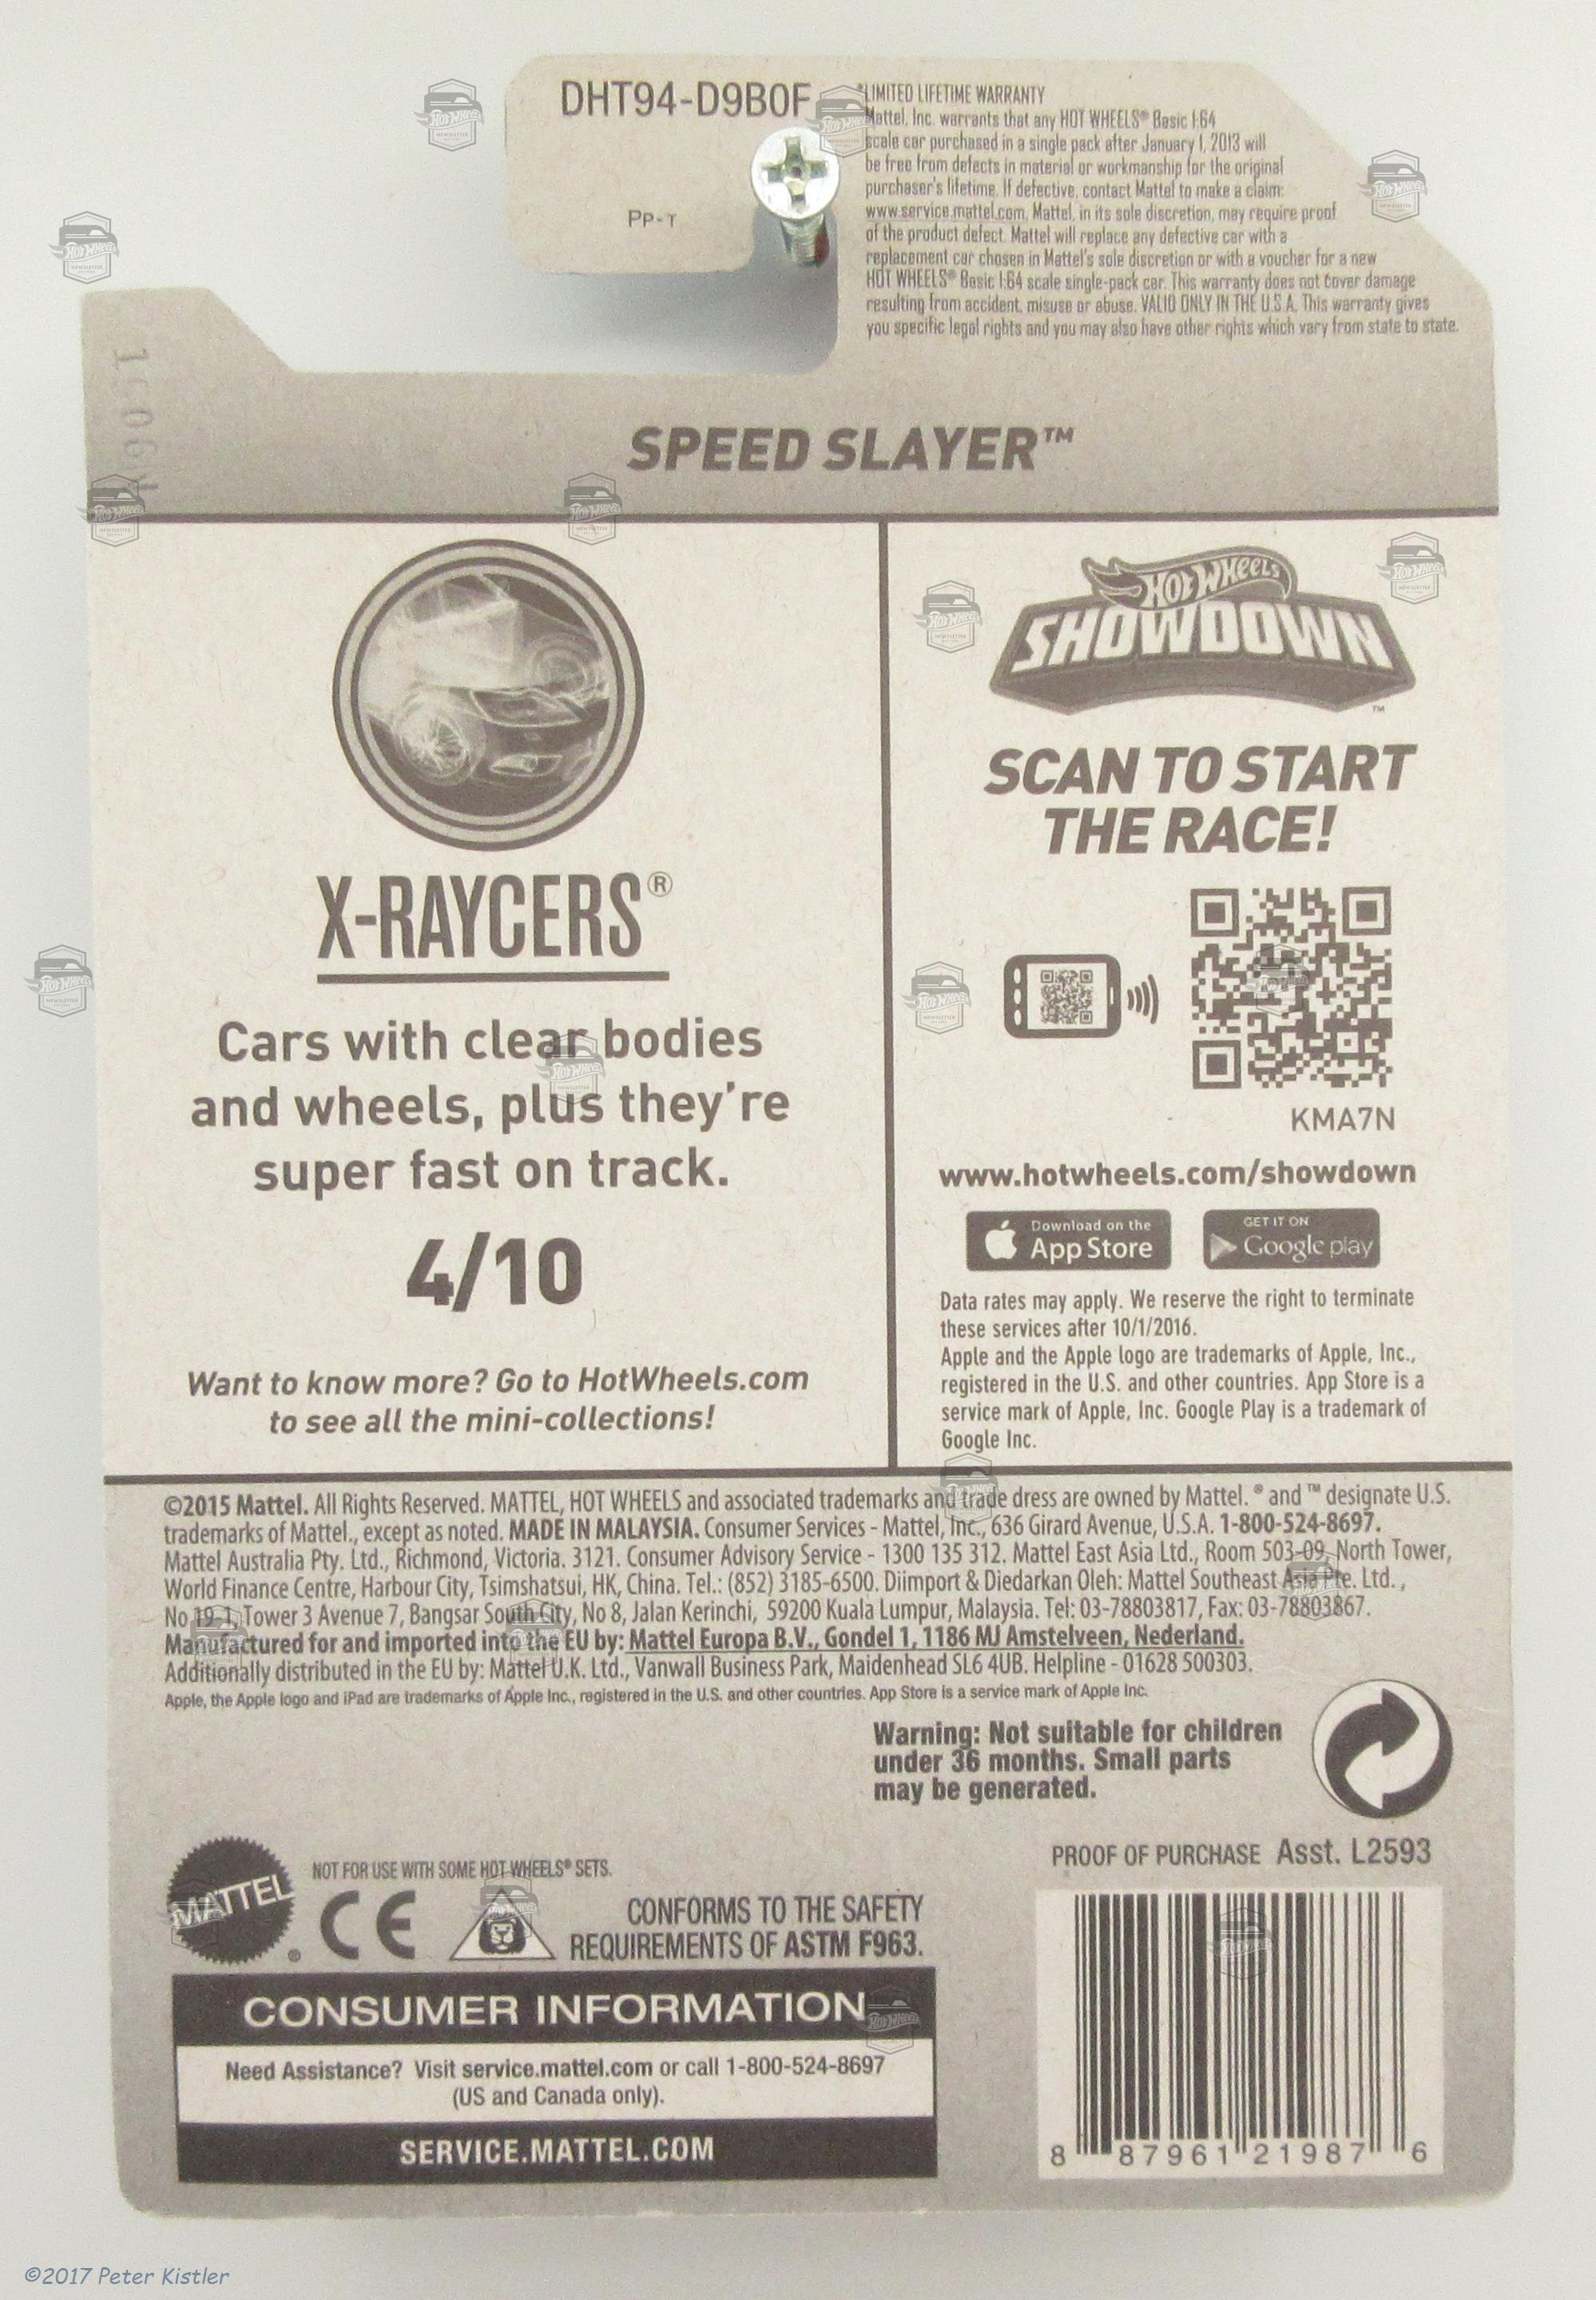 DHT94-D9B0F
Pp-T
*LIMITED LIFETIME WARRANTY
Mattel, Inc. warrants that any HOT WHEELS® Basic 1:64
scale car purchased in a single pack after January 1, 2013 will
be free from defects in material or workmanship for the original
purchaser's lifetime. If defective, contact Mattel to make a claim:
www.service.mattel.com. Mattel, in its sole discretion, may require proof
of the product defect. Mattel will replace any defective car with a
replacement car chosen in Mattel's sole discretion or with a voucher for a new
HOT WHEELS® Basic 1:64 scale single-pack car. This warranty does not cover damage
resulting from accident, misuse or abuse. VALID ONLY IN THE U.S.A. This warranty gives
you specific legal rights and you may also have other rights which vary from state to state.
SPEED SLAYER™
X-RAYCERS®
Cars with clear bodies
and wheels, plus they're
super fast on track.
4/10
Want to know more? Go to HotWheels.com
to see all the mini-collections!
HOT WHEELS
SHOWDOWN™
SCAN TO START
THE RACE!
KMA7N
www.hotwheels.com/showdown
Download on the
App Store
GET IT ON
Google play
Data rates may apply. We reserve the right to terminate
these services after 10/1/2016.
Apple and the Apple logo are trademarks of Apple, Inc.,
registered in the U.S. and other countries. App Store is a
service mark of Apple, Inc. Google Play is a trademark of
Google Inc.
©2015 Mattel. All Rights Reserved. MATTEL, HOT WHEELS and associated trademarks and trade dress are owned by Mattel. ® and ™ designate U.S.
trademarks of Mattel., except as noted. MADE IN MALAYSIA. Consumer Services - Mattel, Inc., 636 Girard Avenue, U.S.A. 1-800-524-8697.
Mattel Australia Pty. Ltd., Richmond, Victoria. 3121. Consumer Advisory Service - 1300 135 312. Mattel East Asia Ltd., Room 503-09, North Tower,
World Finance Centre, Harbour City, Tsimshatsui, HK, China. Tel.: (852) 3185-6500. Diimport & Diedarkan Oleh: Mattel Southeast Asia Pte. Ltd.,
No 19-1, Tower 3 Avenue 7, Bangsar South City, No 8, Jalan Kerinchi, 59200 Kuala Lumpur, Malaysia. Tel: 03-78803817, Fax: 03-78803867.
Manufactured for and imported into the EU by: Mattel Europa B.V., Gondel 1, 1186 MJ Amstelveen, Nederland.
Additionally distributed in the EU by: Mattel U.K. Ltd., Vanwall Business Park, Maidenhead SL6 4UB. Helpline - 01628 500303.
Apple, the Apple logo and iPad are trademarks of Apple Inc., registered in the U.S. and other countries. App Store is a service mark of Apple Inc.
Warning: Not suitable for children
under 36 months. Small parts
may be generated.
MATTEL®
NOT FOR USE WITH SOME HOT WHEELS® SETS.
CE
CONFORMS TO THE SAFETY
REQUIREMENTS OF ASTM F963.
CONSUMER INFORMATION
Need Assistance? Visit service.mattel.com or call 1-800-524-8697
(US and Canada only).
SERVICE.MATTEL.COM
PROOF OF PURCHASE Asst. L2593
8 87961 21987 6
©2017 Peter Kistler